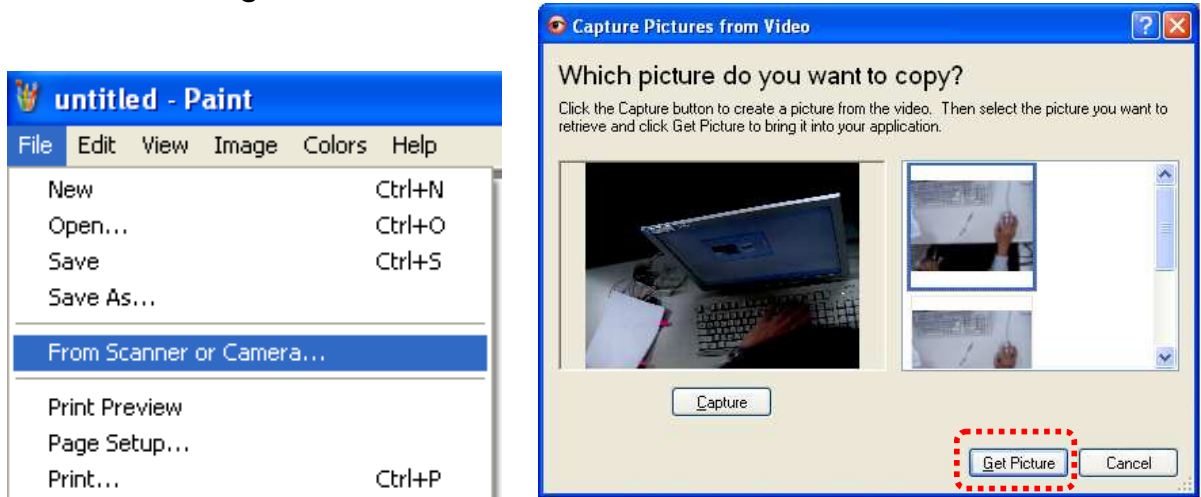 untitled - Paint
File Edit View Image Colors Help
New Ctrl+N
Open... Ctrl+O
Save Ctrl+S
Save As...
From Scanner or Camera...
Print Preview
Page Setup...
Print... Ctrl+P
Capture Pictures from Video
Which picture do you want to copy?
Click the Capture button to create a picture from the video. Then select the picture you want to
retrieve and click Get Picture to bring it into your application.
Capture
Get Picture Cancel